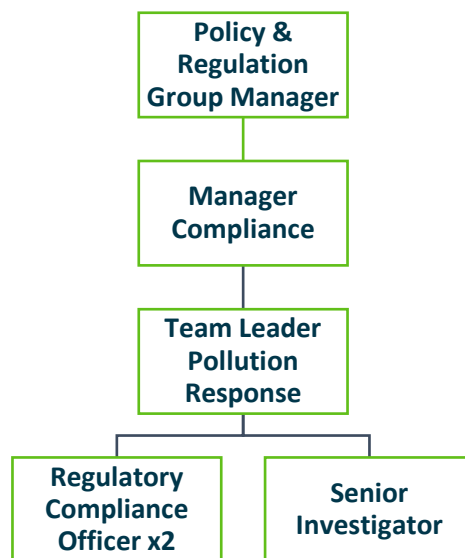 Policy &
Regulation
Group Manager
Manager
Compliance
Team Leader
Pollution
Response
Regulatory
Compliance
Officer x2
Senior
Investigator